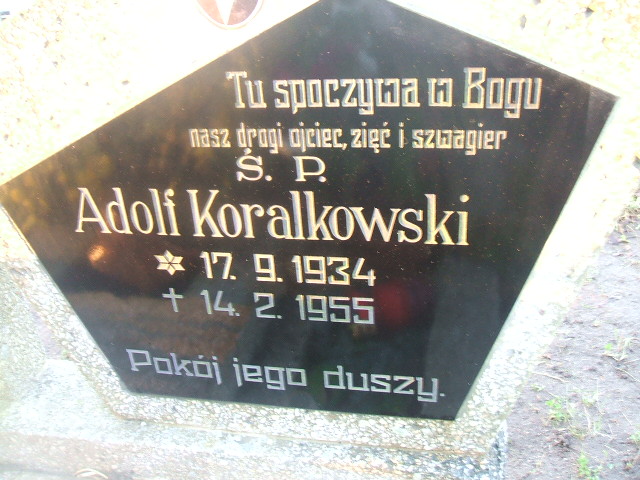 Tu spoczywa w Bogu
nasz drogi ojciec, zięć i szwagier
Ś. P.
Adolf Koralkowski
* 17. 9. 1934
† 14. 2. 1955
Pokój jego duszy.